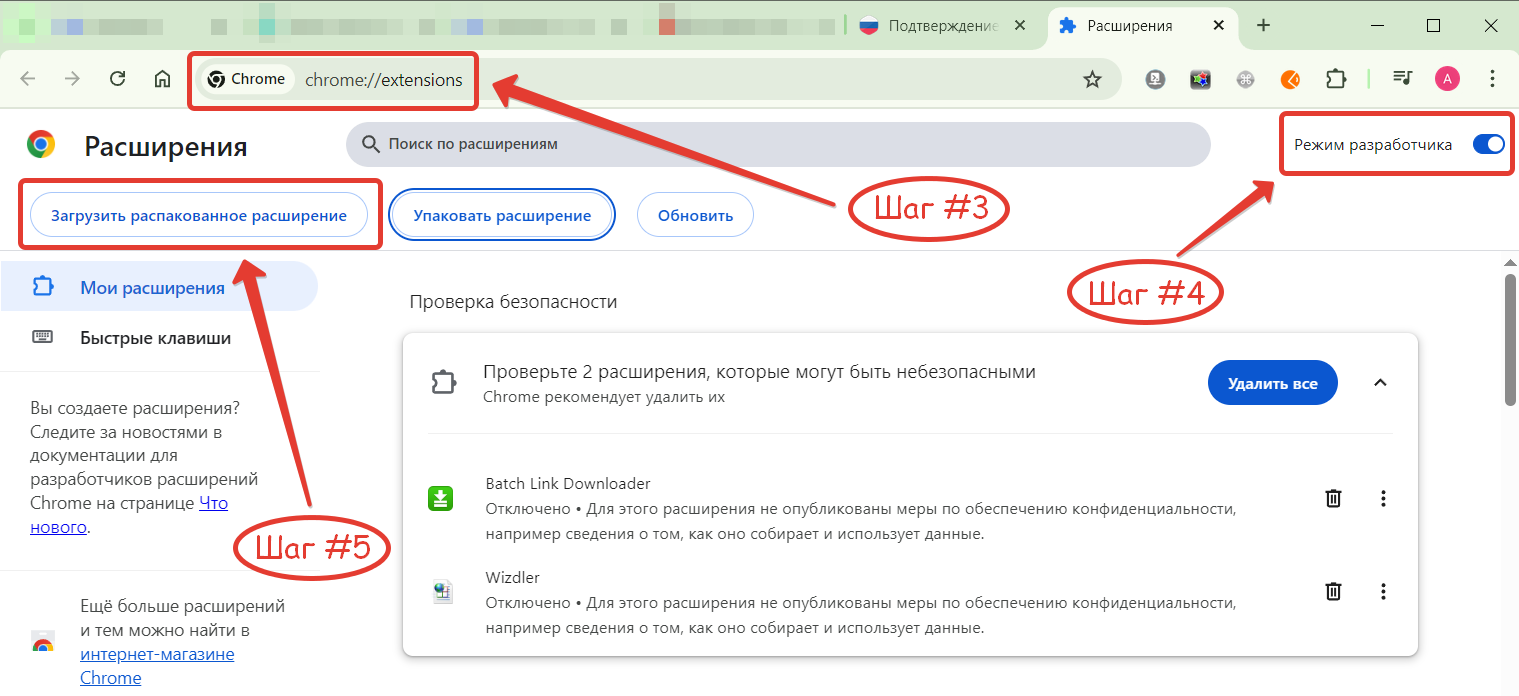 Подтверждение
Расширения
Chrome
chrome://extensions
A
Расширения
Поиск по расширениям
Режим разработчика
Загрузить распакованное расширение
Упаковать расширение
Обновить
Шаг #3
Шаг #4
Мои расширения
Быстрые клавиши
Вы создаете расширения?
Следите за новостями в
документации для
разработчиков расширений
Chrome на странице Что
нового.
Шаг #5
Ещё больше расширений
и тем можно найти в
интернет-магазине
Chrome
Проверка безопасности
Проверьте 2 расширения, которые могут быть небезопасными
Chrome рекомендует удалить их
Удалить все
Batch Link Downloader
Отключено • Для этого расширения не опубликованы меры по обеспечению конфиденциальности,
например сведения о том, как оно собирает и использует данные.
Wizdler
Отключено • Для этого расширения не опубликованы меры по обеспечению конфиденциальности,
например сведения о том, как оно собирает и использует данные.